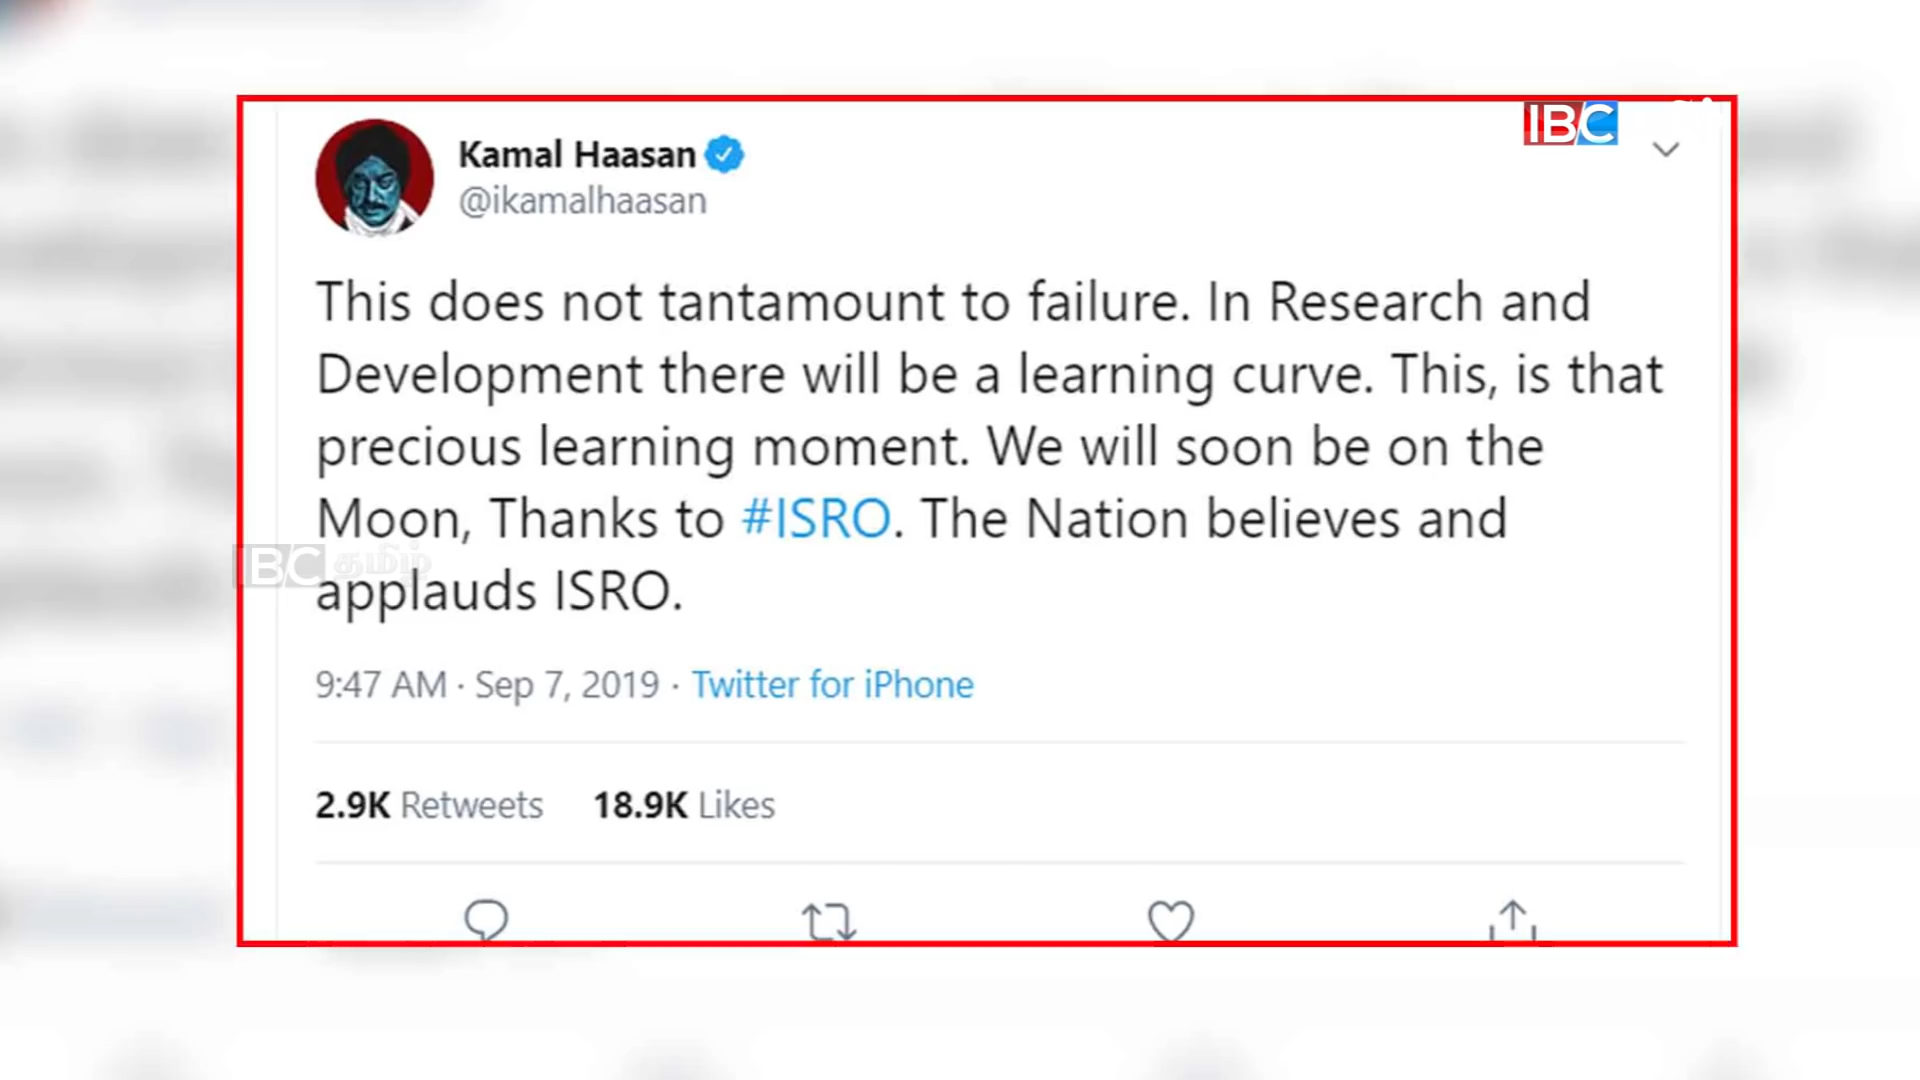 IBC
Kamal Haasan
@ikamalhaasan
This does not tantamount to failure. In Research and
Development there will be a learning curve. This, is that
precious learning moment. We will soon be on the
Moon, Thanks to #ISRO. The Nation believes and
IBC தமிழ்
applauds ISRO.
9:47 AM · Sep 7, 2019 · Twitter for iPhone
2.9K Retweets 18.9K Likes